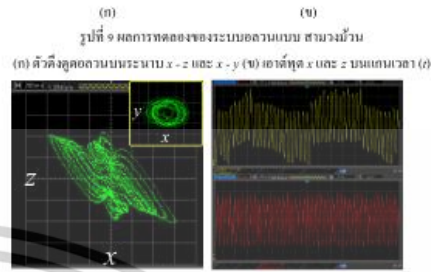 (ก) (ข)
รูปที่ 9 ผลการทดลองของระบบอลวนแบบ สามวงม้วน
(ก) ตัวดึงดูดอลวนบนระนาบ x - z และ x - y (ข) เอาต์พุต x และ z บนแกนเวลา (t)
y
x
z
x